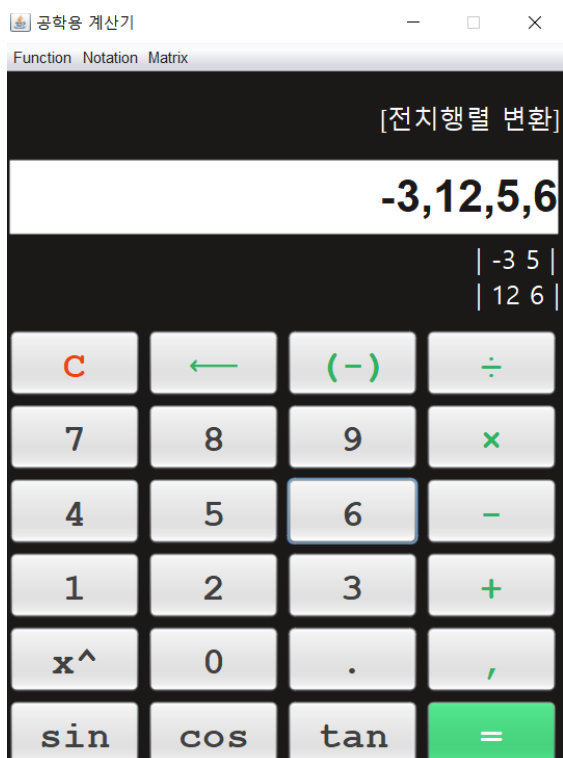 공학용 계산기
Function Notation Matrix
[전치행렬 변환]
-3,12,5,6
| -3 5 |
| 12 6 |
C ← (-) ÷
7 8 9 ×
4 5 6 -
1 2 3 +
x^ 0 . ,
sin cos tan =